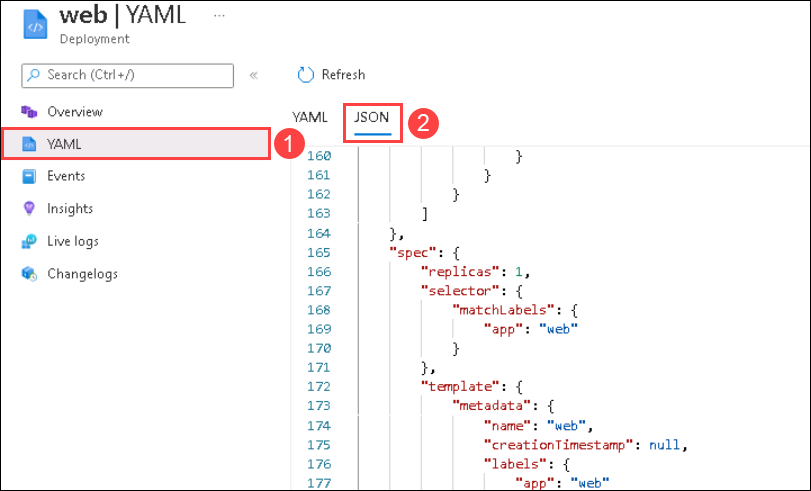 web | YAML ...
Deployment
Search (Ctrl+/)
«
Refresh
Overview
YAML
1
Events
Insights
Live logs
Changelogs
YAML
JSON
2
160 }
161 }
162 }
163 ]
164 },
165 "spec": {
166 "replicas": 1,
167 "selector": {
168 "matchLabels": {
169 "app": "web"
170 }
171 },
172 "template": {
173 "metadata": {
174 "name": "web",
175 "creationTimestamp": null,
176 "labels": {
177 "app": "web"